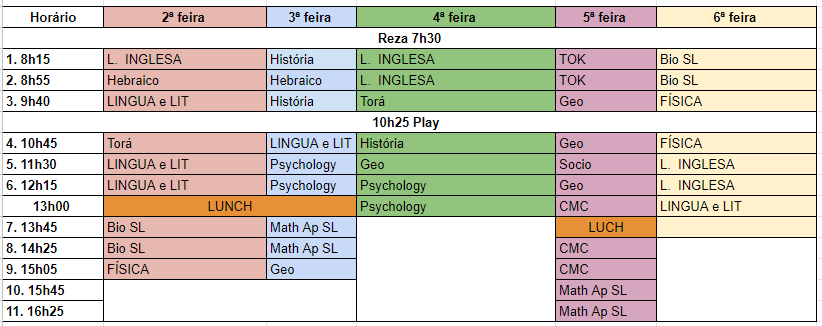 Horário 2ª feira 3ª feira 4ª feira 5ª feira 6ª feira
Reza 7h30
1. 8h15 L. INGLESA História L. INGLESA TOK Bio SL
2. 8h55 Hebraico Hebraico L. INGLESA TOK Bio SL
3. 9h40 LINGUA e LIT História Torá Geo FÍSICA
10h25 Play
4. 10h45 Torá LINGUA e LIT História Geo FÍSICA
5. 11h30 LINGUA e LIT Psychology Geo Socio L. INGLESA
6. 12h15 LINGUA e LIT Psychology Psychology Geo L. INGLESA
13h00 LUNCH Psychology CMC LINGUA e LIT
7. 13h45 Bio SL Math Ap SL LUCH
8. 14h25 Bio SL Math Ap SL CMC
9. 15h05 FÍSICA Geo CMC
10. 15h45 Math Ap SL
11. 16h25 Math Ap SL